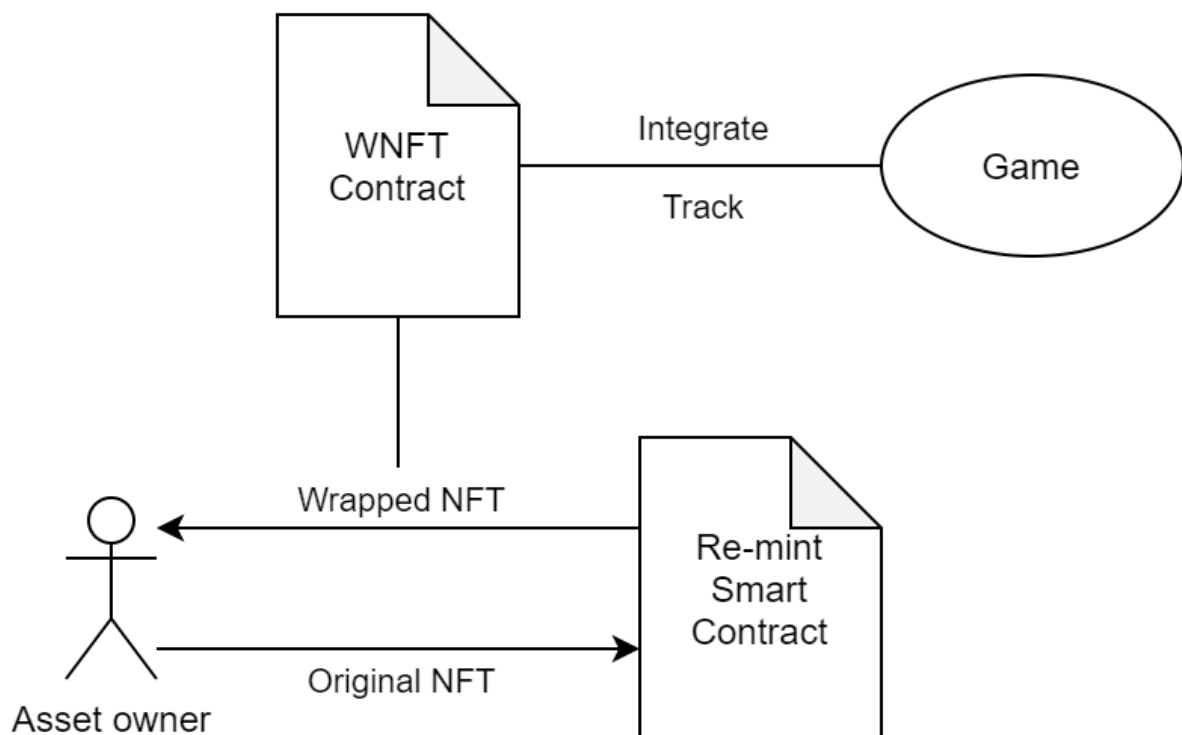 WNFT
Contract
Integrate
Track
Game
Wrapped NFT
Re-mint
Smart
Contract
Original NFT
Asset owner